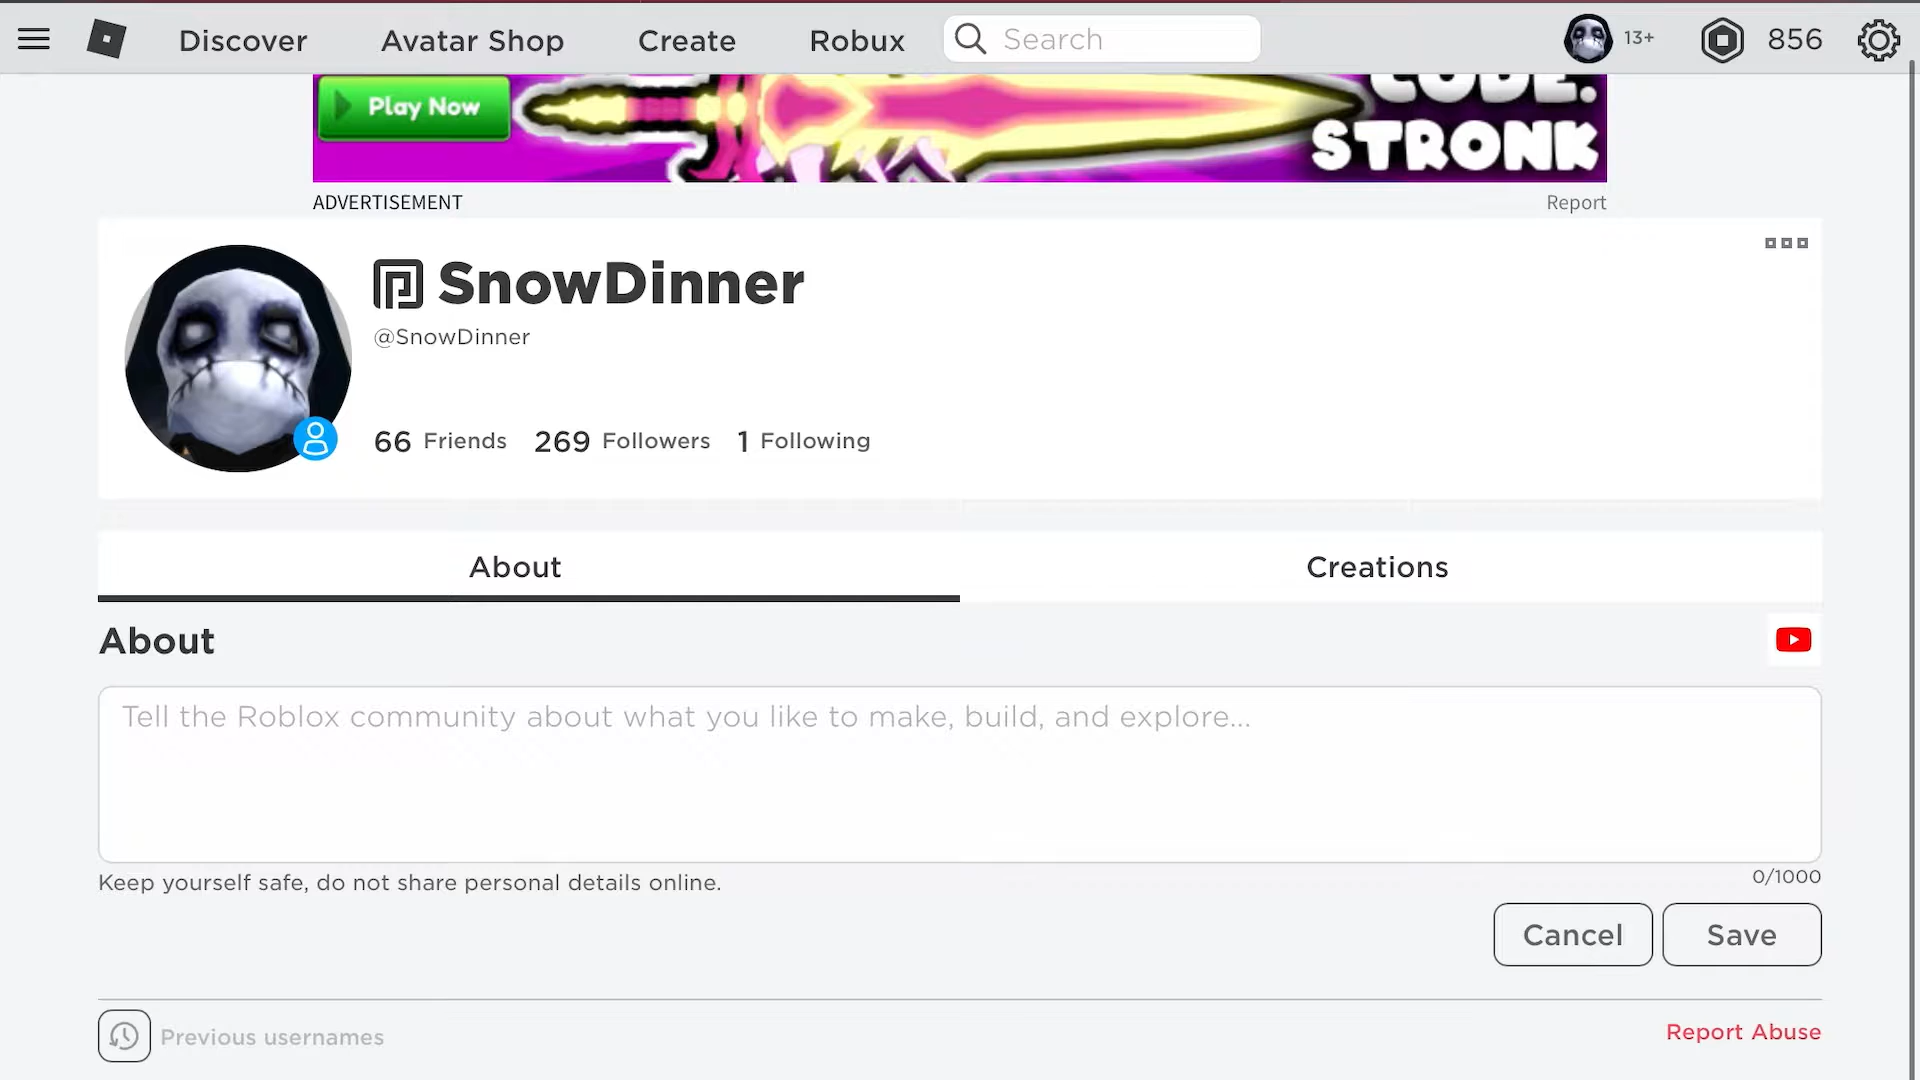 Discover
Avatar Shop
Create
Robux
Search
13+
856
Play Now
CODE:
STRONK
ADVERTISEMENT
Report
SnowDinner
@SnowDinner
66 Friends 269 Followers 1 Following
About
Creations
About
Tell the Roblox community about what you like to make, build, and explore...
Keep yourself safe, do not share personal details online.
0/1000
Cancel
Save
Previous usernames
Report Abuse